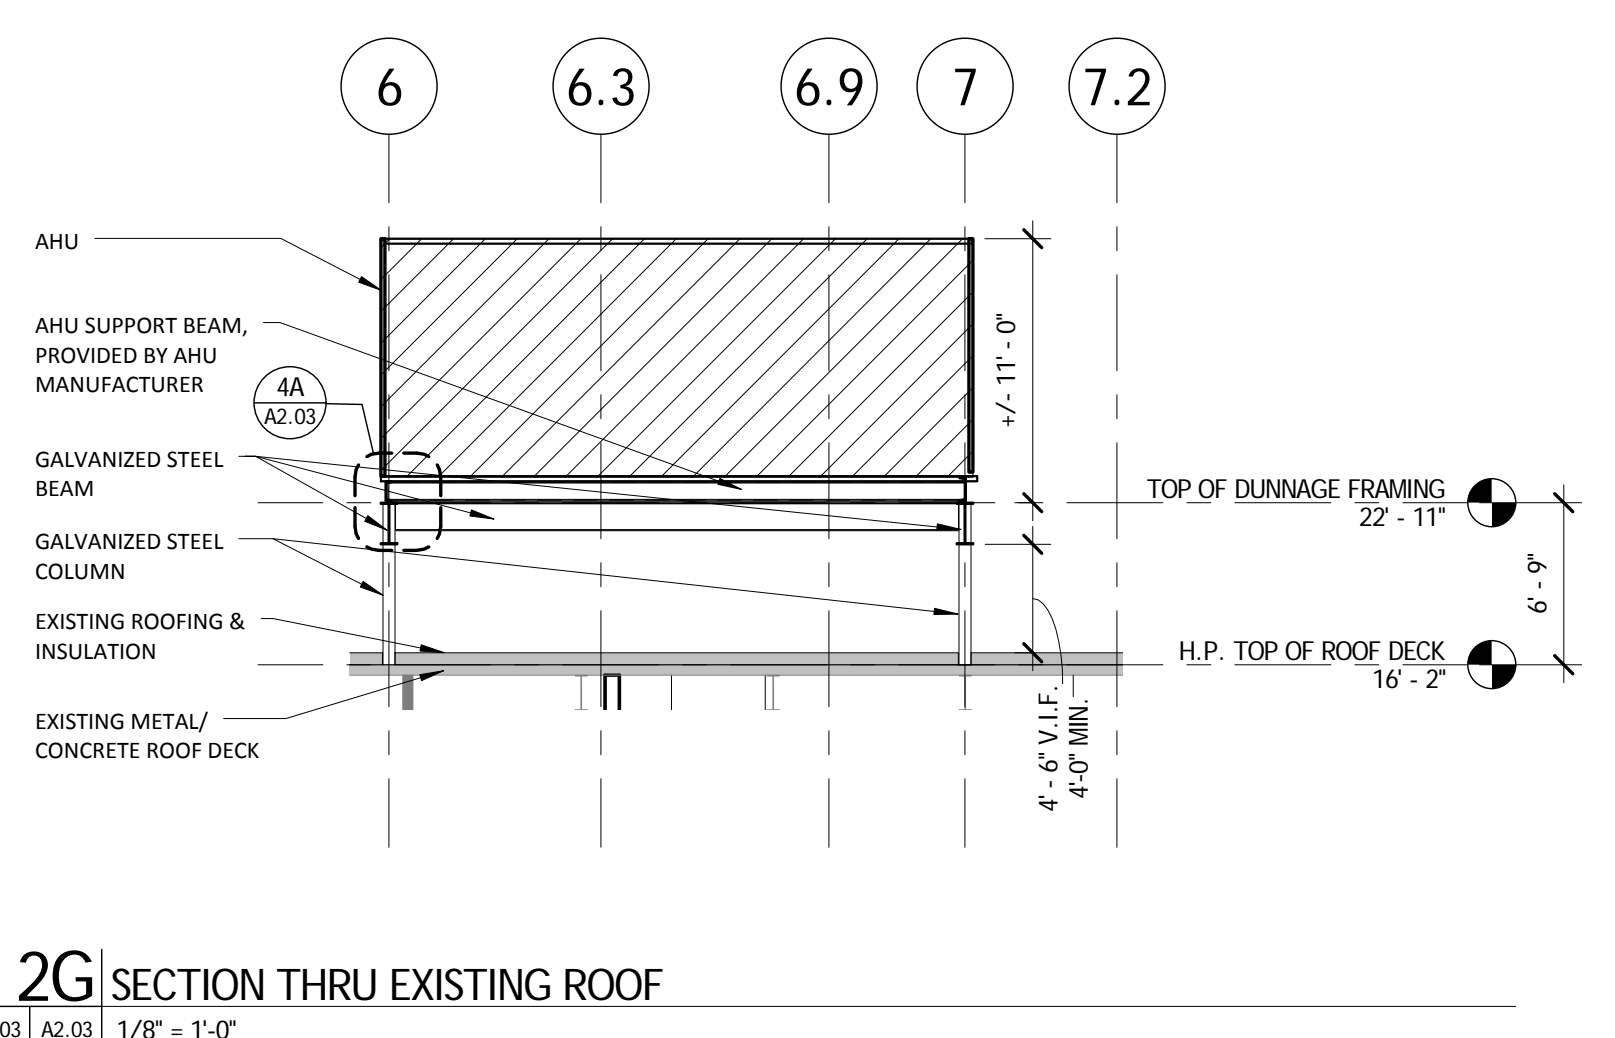 6
6.3
6.9
7
7.2
AHU
AHU SUPPORT BEAM,
PROVIDED BY AHU
MANUFACTURER
4A
A2.03
GALVANIZED STEEL
BEAM
GALVANIZED STEEL
COLUMN
EXISTING ROOFING &
INSULATION
EXISTING METAL/
CONCRETE ROOF DECK
+/- 11' - 0"
TOP OF DUNNAGE FRAMING
22' - 11"
6' - 9"
H.P. TOP OF ROOF DECK
16' - 2"
4' - 6" V.I.F.
4'-0" MIN.
2G
SECTION THRU EXISTING ROOF
03
A2.03
1/8" = 1'-0"